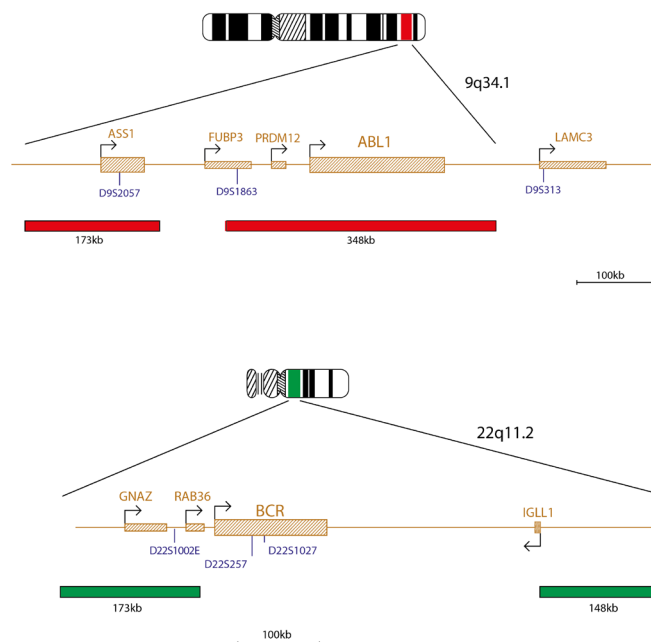 9q34.1
ASS1
FUBP3
PRDM12
ABL1
LAMC3
D9S2057
D9S1863
D9S313
173kb
348kb
100kb
22q11.2
GNAZ
RAB36
BCR
IGLL1
D22S1002E
D22S257
D22S1027
173kb
148kb
100kb